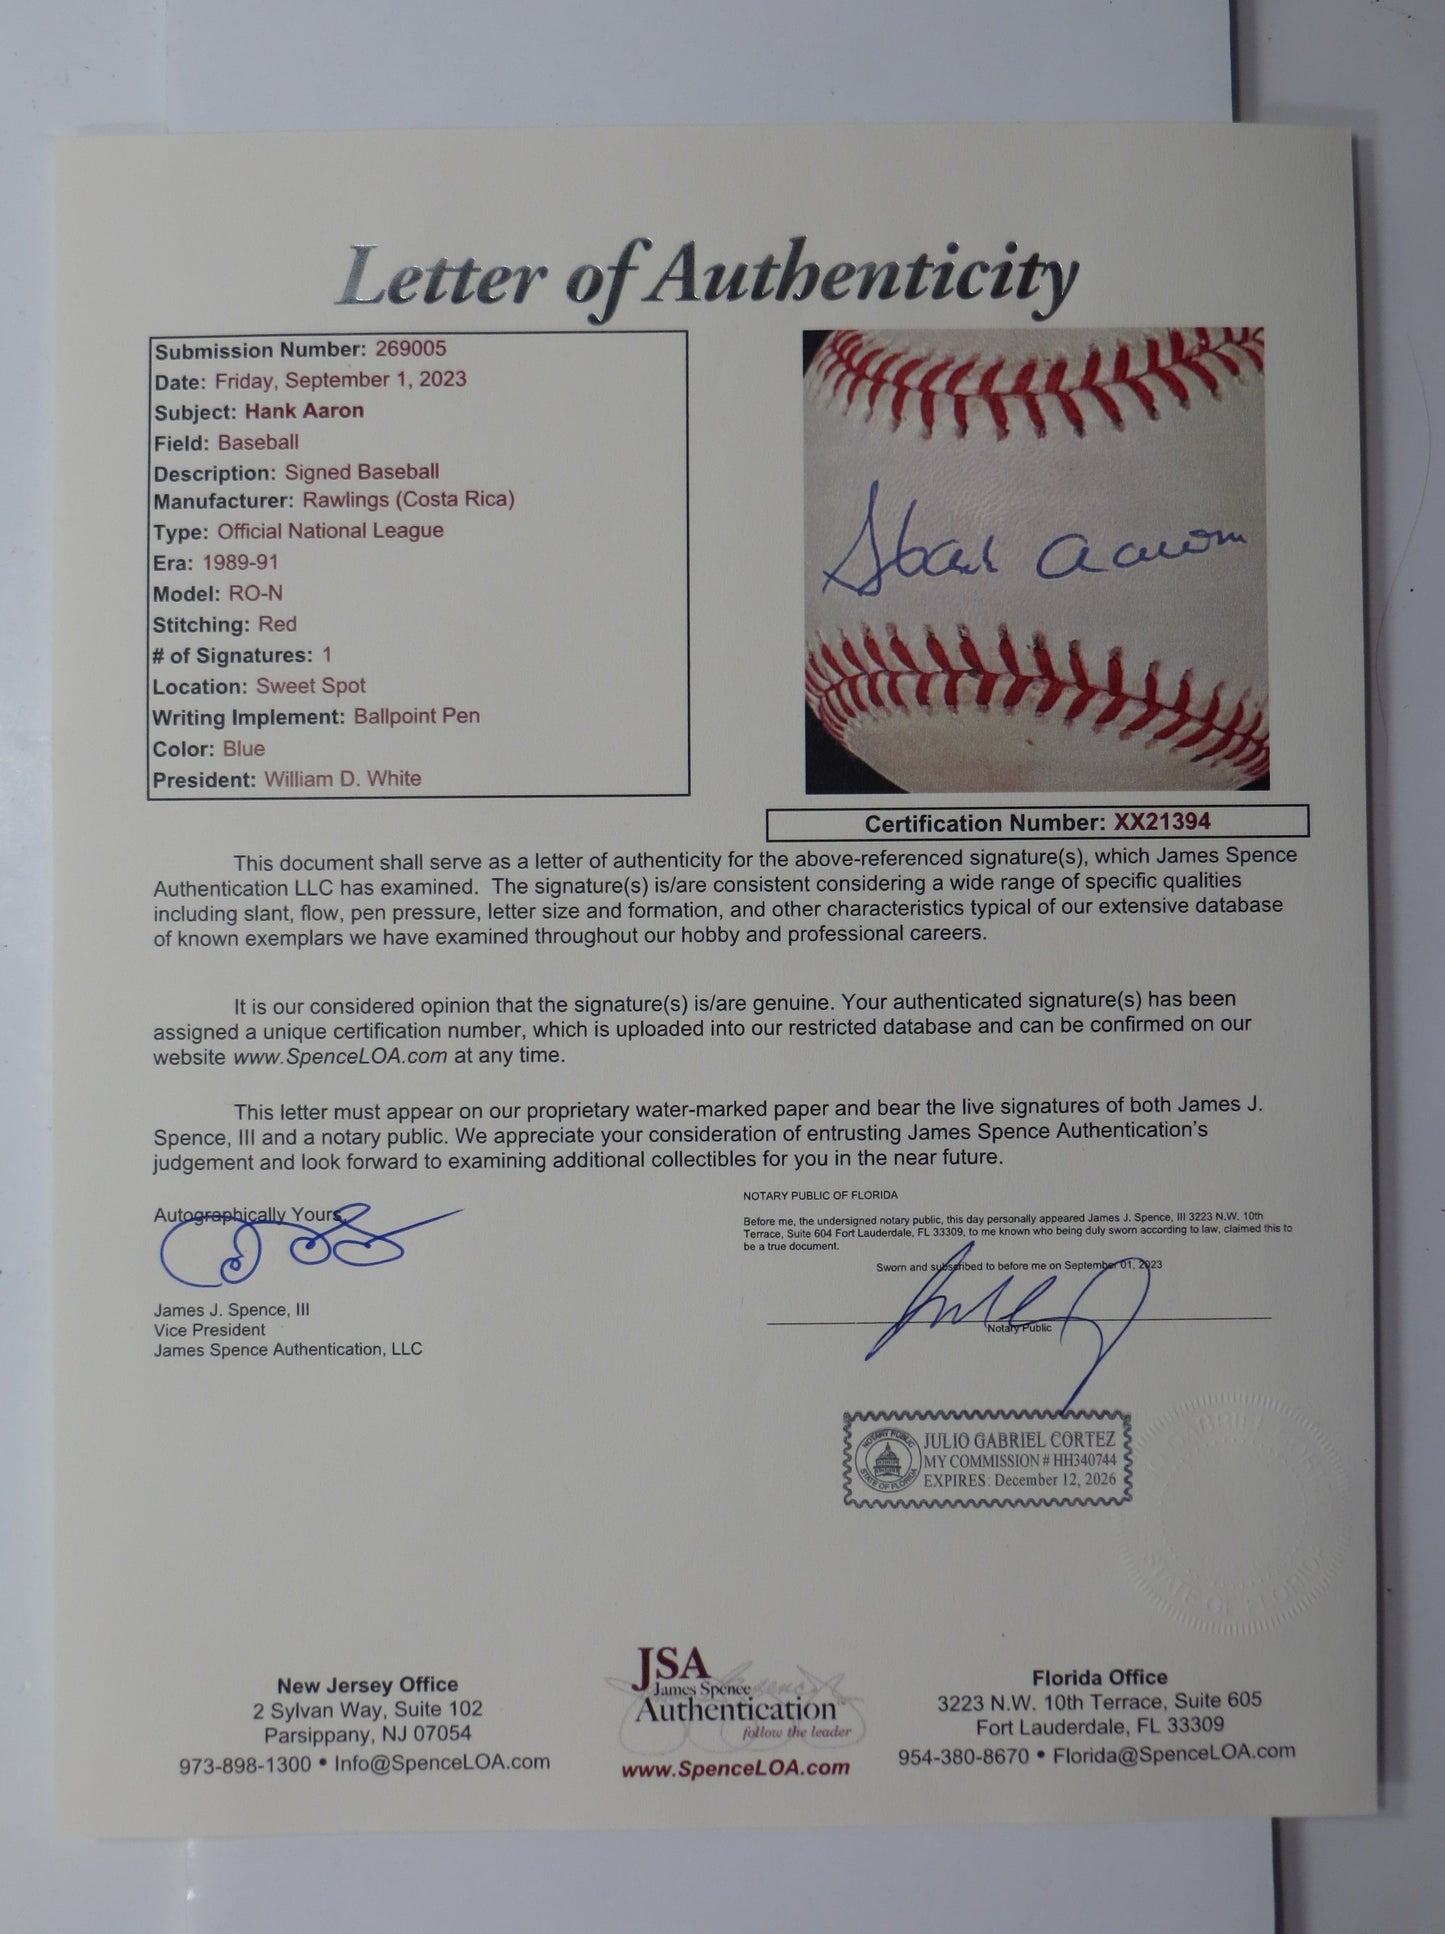 Letter of Authenticity
Submission Number: 269005
Date: Friday, September 1, 2023
Subject: Hank Aaron
Field: Baseball
Description: Signed Baseball
Manufacturer: Rawlings (Costa Rica)
Type: Official National League
Era: 1989-91
Model: RO-N
Stitching: Red
# of Signatures: 1
Location: Sweet Spot
Writing Implement: Ballpoint Pen
Color: Blue
President: William D. White
Hank Aaron
Certification Number: XX21394
This document shall serve as a letter of authenticity for the above-referenced signature(s), which James Spence
Authentication LLC has examined. The signature(s) is/are consistent considering a wide range of specific qualities
including slant, flow, pen pressure, letter size and formation, and other characteristics typical of our extensive database
of known exemplars we have examined throughout our hobby and professional careers.
It is our considered opinion that the signature(s) is/are genuine. Your authenticated signature(s) has been
assigned a unique certification number, which is uploaded into our restricted database and can be confirmed on our
website www.SpenceLOA.com at any time.
This letter must appear on our proprietary water-marked paper and bear the live signatures of both James J.
Spence, III and a notary public. We appreciate your consideration of entrusting James Spence Authentication's
judgement and look forward to examining additional collectibles for you in the near future.
Autographically Yours,
James J. Spence, III
Vice President
James Spence Authentication, LLC
NOTARY PUBLIC OF FLORIDA
Before me, the undersigned notary public, this day personally appeared James J. Spence, III 3223 N.W. 10th
Terrace, Suite 604 Fort Lauderdale, FL 33309, to me known who being duly sworn according to law, claimed this to
be a true document.
Sworn and subscribed to before me on September 01, 2023
Notary Public
NOTARY PUBLIC
STATE OF FLORIDA
JULIO GABRIEL CORTEZ
MY COMMISSION # HH340744
EXPIRES: December 12, 2026
GABRIEL
STATE OF FLORIDA
New Jersey Office
2 Sylvan Way, Suite 102
Parsippany, NJ 07054
973-898-1300 • Info@SpenceLOA.com
JSA
James Spence
Authentication™
follow the leader
www.SpenceLOA.com
Florida Office
3223 N.W. 10th Terrace, Suite 605
Fort Lauderdale, FL 33309
954-380-8670 • Florida@SpenceLOA.com